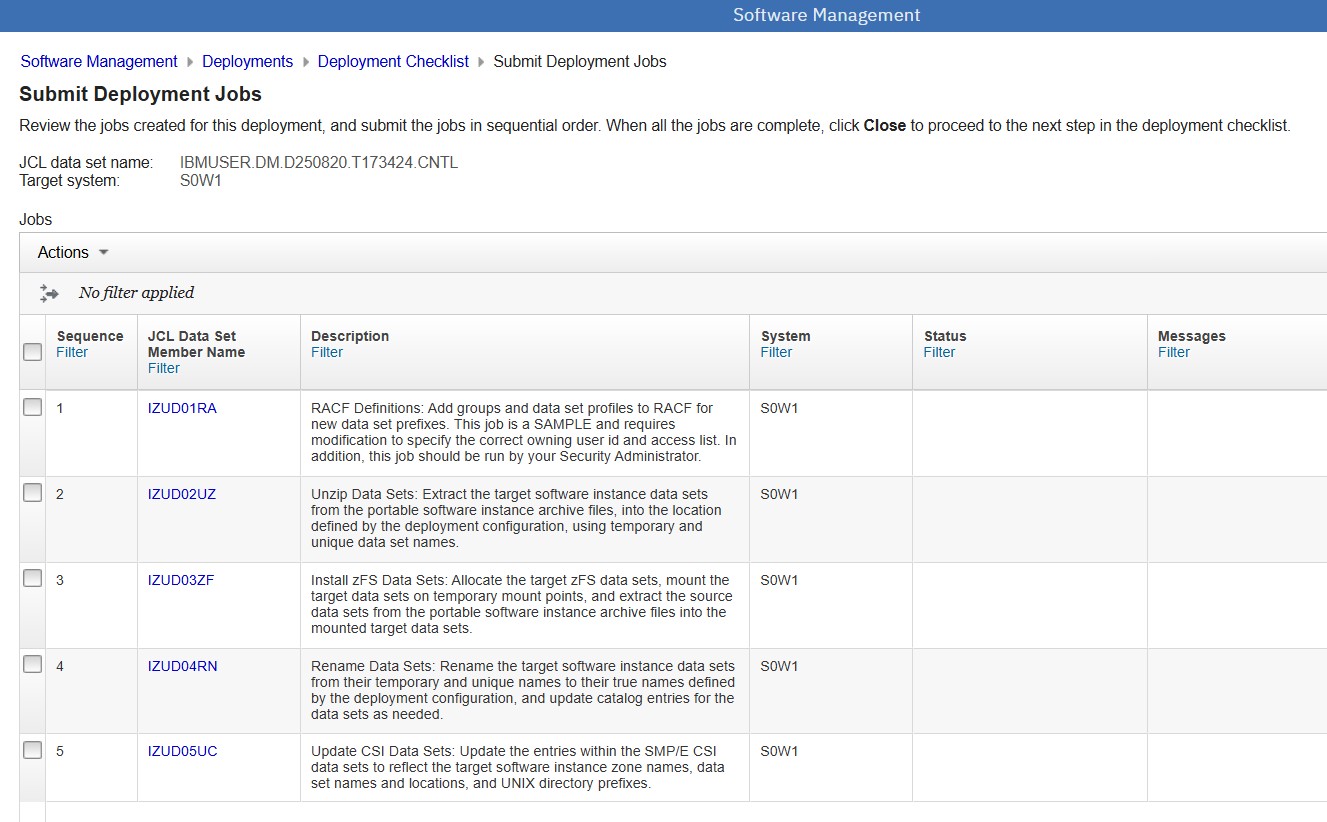 Software Management
Software Management Deployments Deployment Checklist Submit Deployment Jobs
Submit Deployment Jobs
Review the jobs created for this deployment, and submit the jobs in sequential order. When all the jobs are complete, click Close to proceed to the next step in the deployment checklist.
JCL data set name: IBMUSER.DM.D250820.T173424.CNTL
Target system: S0W1
Jobs
Actions
No filter applied
Sequence
Filter
JCL Data Set
Member Name
Filter
Description
Filter
System
Filter
Status
Filter
Messages
Filter
1 IZUD01RA RACF Definitions: Add groups and data set profiles to RACF for S0W1
new data set prefixes. This job is a SAMPLE and requires
modification to specify the correct owning user id and access list. In
addition, this job should be run by your Security Administrator.
2 IZUD02UZ Unzip Data Sets: Extract the target software instance data sets S0W1
from the portable software instance archive files, into the location
defined by the deployment configuration, using temporary and
unique data set names.
3 IZUD03ZF Install zFS Data Sets: Allocate the target zFS data sets, mount the S0W1
target data sets on temporary mount points, and extract the source
data sets from the portable software instance archive files into the
mounted target data sets.
4 IZUD04RN Rename Data Sets: Rename the target software instance data sets S0W1
from their temporary and unique names to their true names defined
by the deployment configuration, and update catalog entries for the
data sets as needed.
5 IZUD05UC Update CSI Data Sets: Update the entries within the SMP/E CSI S0W1
data sets to reflect the target software instance zone names, data
set names and locations, and UNIX directory prefixes.